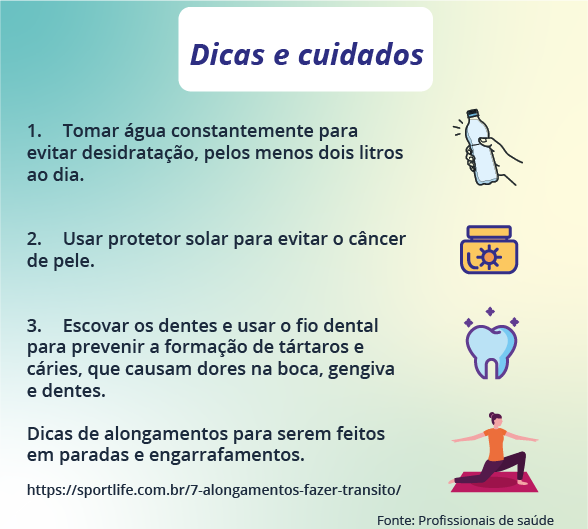 Dicas e cuidados
1. Tomar água constantemente para
evitar desidratação, pelos menos dois litros
ao dia.
2. Usar protetor solar para evitar o câncer
de pele.
3. Escovar os dentes e usar o fio dental
para prevenir a formação de tártaros e
cáries, que causam dores na boca, gengiva
e dentes.
Dicas de alongamentos para serem feitos
em paradas e engarrafamentos.
https://sportlife.com.br/7-alongamentos-fazer-transito/
Fonte: Profissionais de saúde